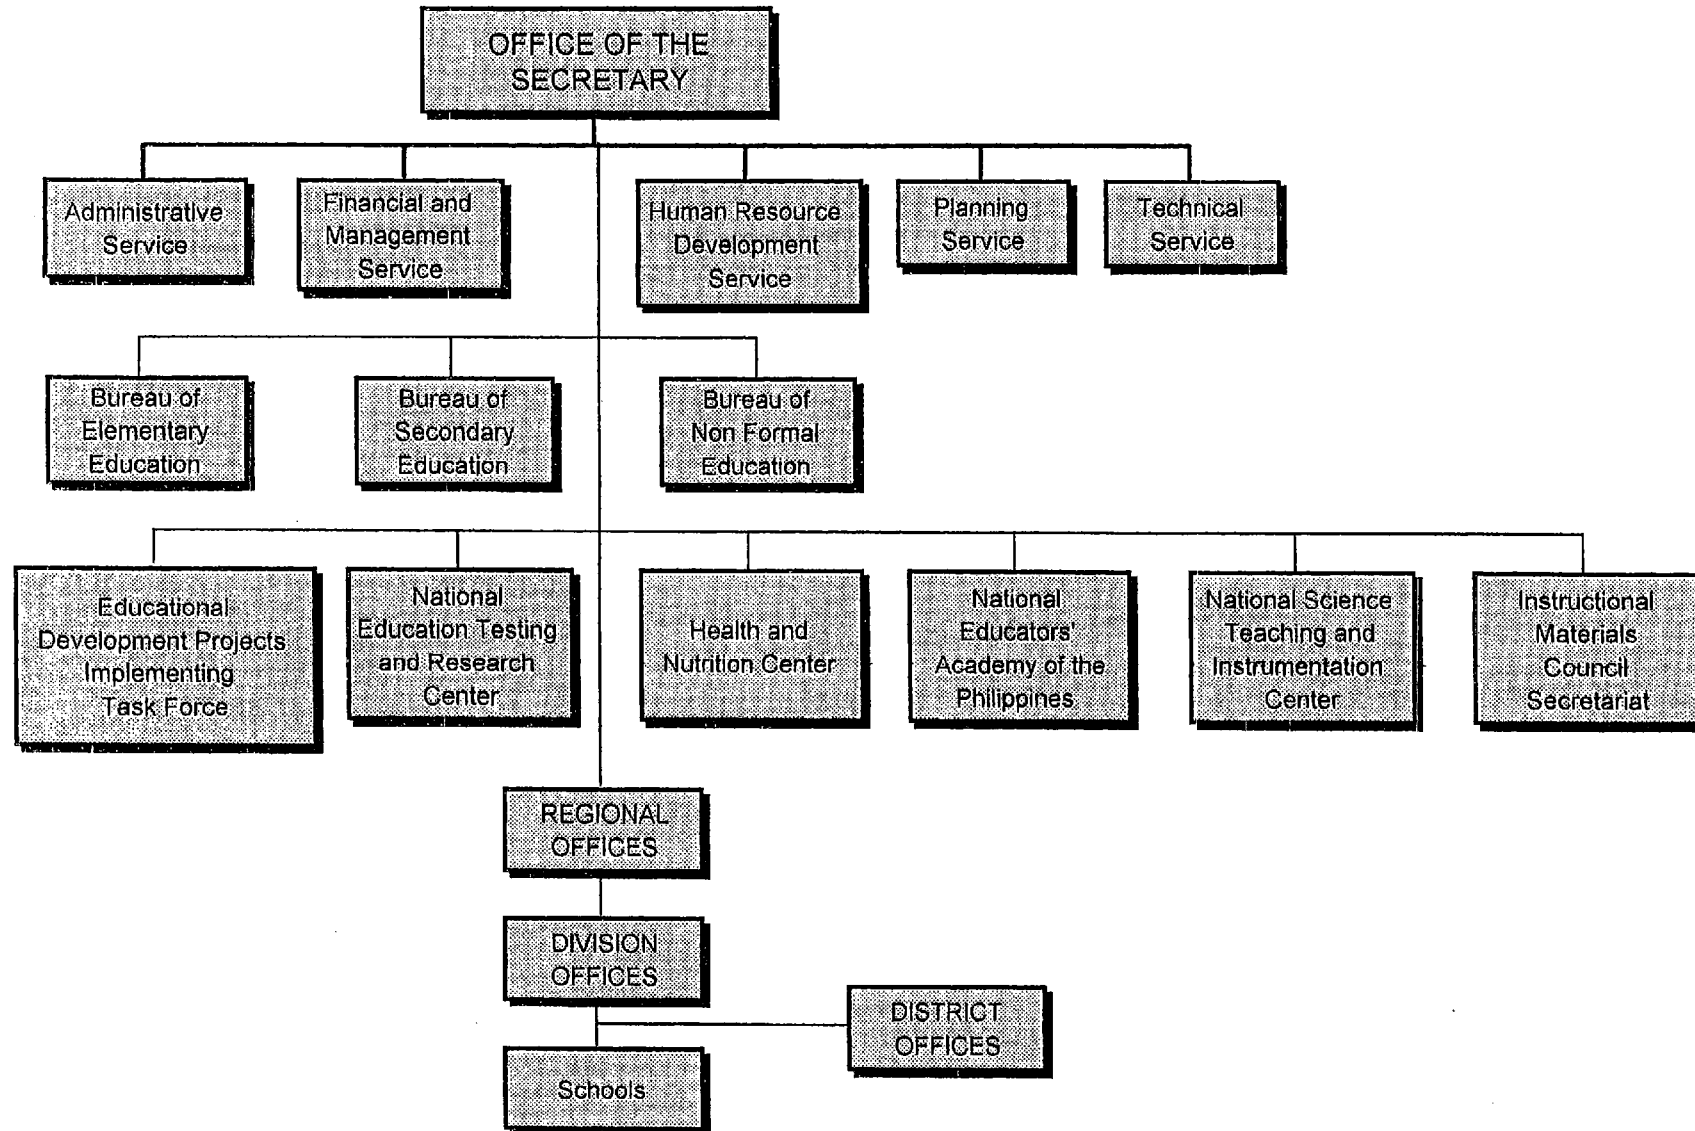 OFFICE OF THE
SECRETARY
Administrative
Service
Financial and
Management
Service
Human Resource
Development
Service
Planning
Service
Technical
Service
Bureau of
Elementary
Education
Bureau of
Secondary
Education
Bureau of
Non Formal
Education
Educational
Development Projects
Implementing
Task Force
National
Education Testing
and Research
Center
Health and
Nutrition Center
National
Educators'
Academy of the
Philippines
National Science
Teaching and
Instrumentation
Center
Instructional
Materials
Council
Secretariat
REGIONAL
OFFICES
DIVISION
OFFICES
DISTRICT
OFFICES
Schools